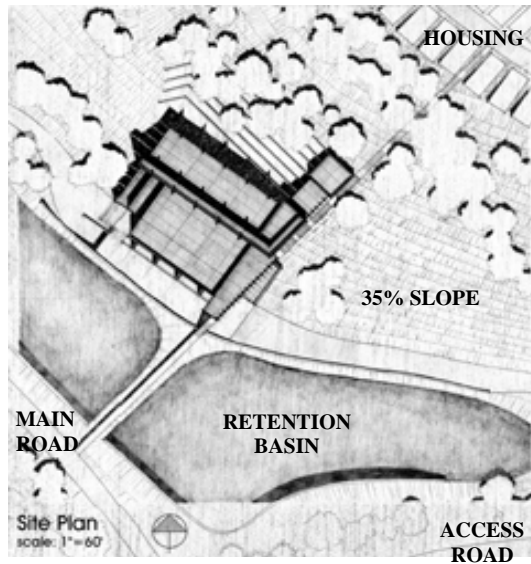 HOUSING
35% SLOPE
MAIN
ROAD
RETENTION
BASIN
Site Plan
scale: 1"=60'
ACCESS
ROAD